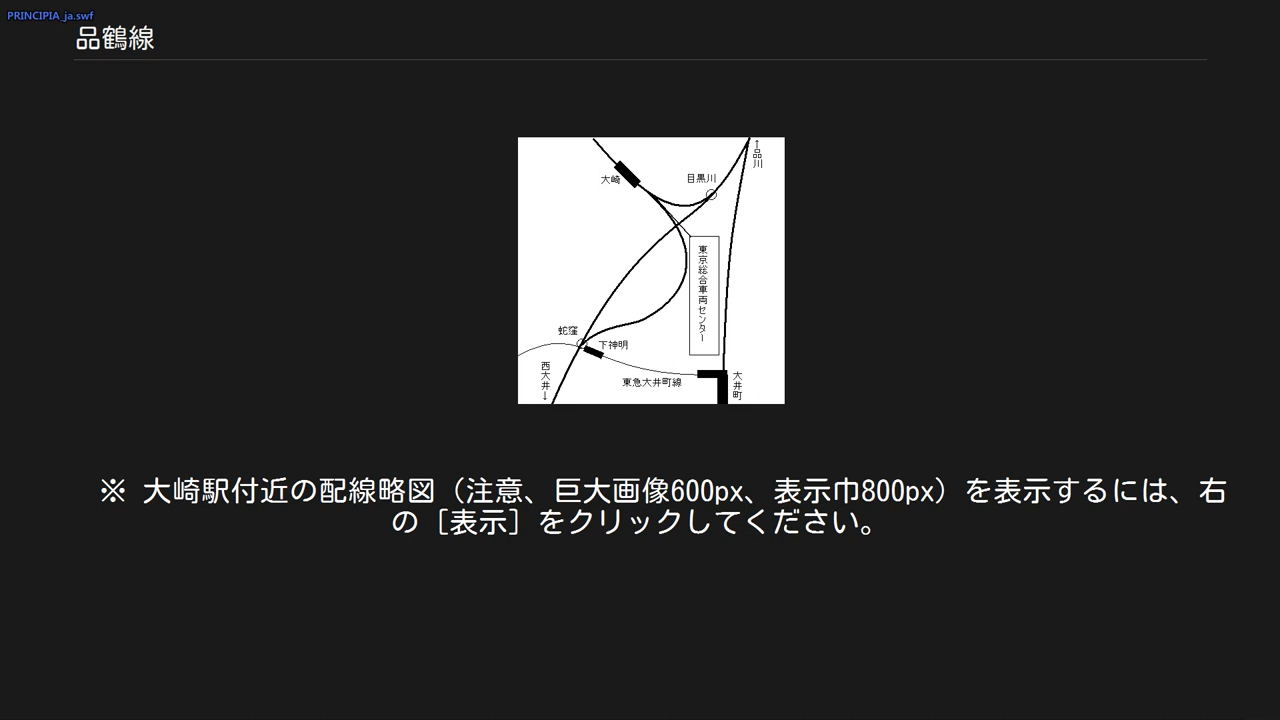 PRINCIPIA_ja.swf
品鶴線
↑品川
大崎
目黒川
東京総合車両センター
蛇窪
下神明
西大井↓
東急大井町線
大井町
※ 大崎駅付近の配線略図（注意、巨大画像600px、表示巾800px）を表示するには、右
の［表示］をクリックしてください。